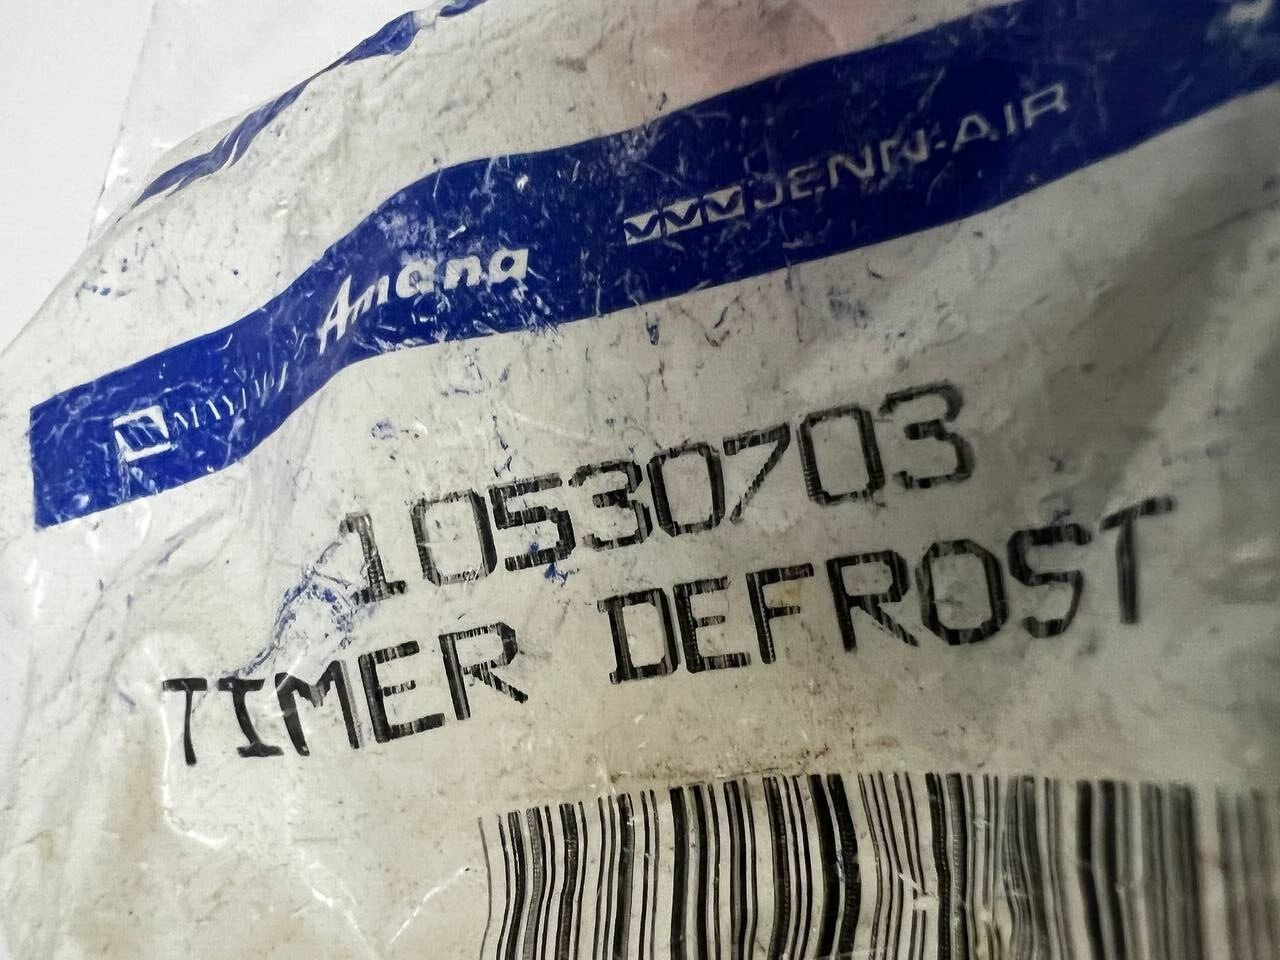 Amana
JENN-AIR
10530703
TIMER DEFROST